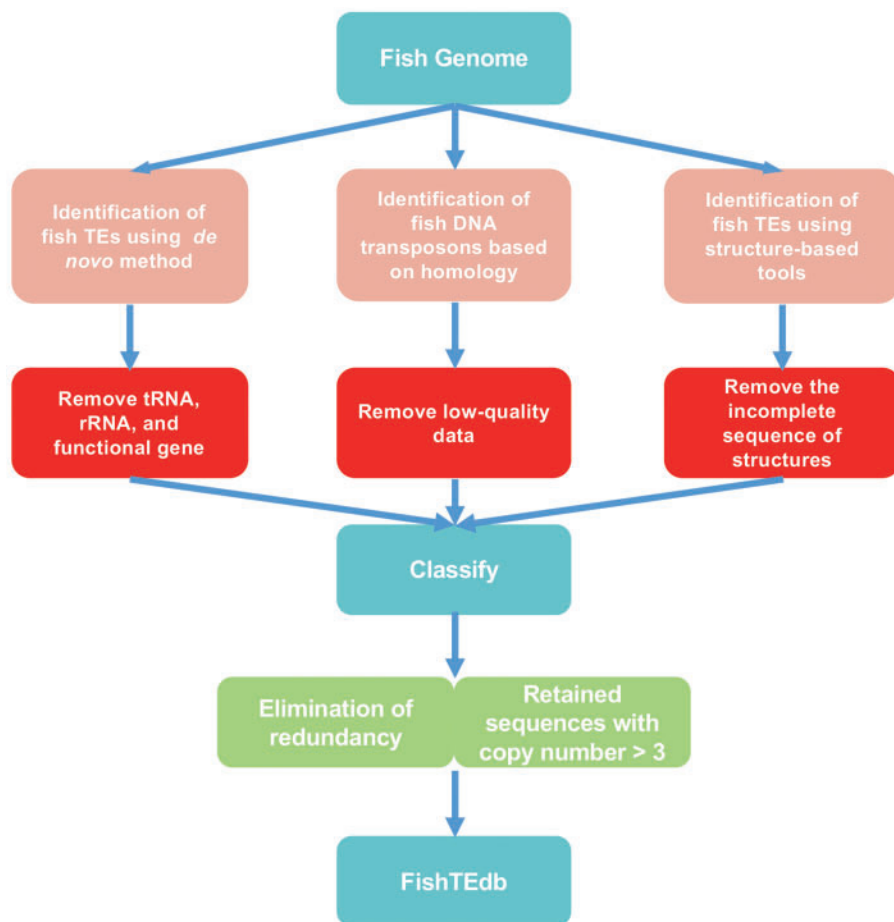 Fish Genome
Identification of
fish TEs using de
novo method
Identification of
fish DNA
transposons based
on homology
Identification of
fish TEs using
structure-based
tools
Remove tRNA,
rRNA, and
functional gene
Remove low-quality
data
Remove the
incomplete
sequence of
structures
Classify
Elimination of
redundancy
Retained
sequences with
copy number > 3
FishTEdb